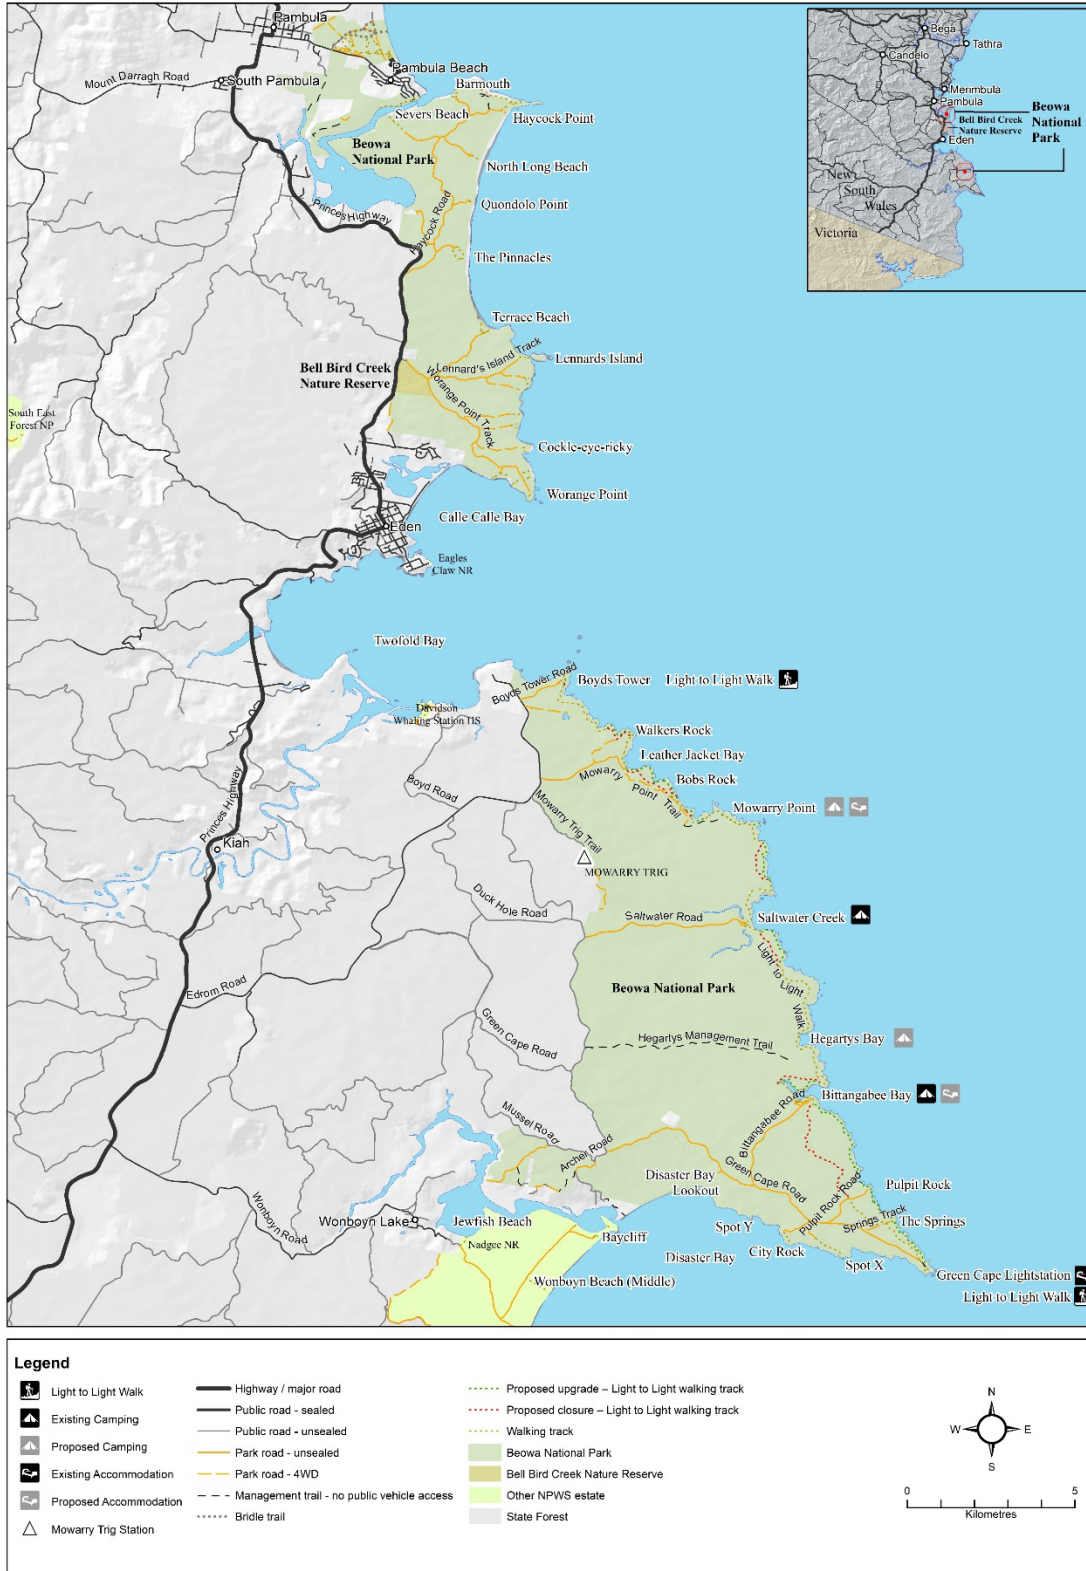 Pambula
Mount Darragh Road
South Pambula
Pambula Beach
Barmouth
Severs Beach
Haycock Point
Beowa
National Park
North Long Beach
Haycock Road
Quondolo Point
Princes Highway
The Pinnacles
Terrace Beach
Lennard's Island Track
Lennards Island
Bell Bird Creek
Nature Reserve
Worange Point Track
South East
Forest NP
Cockle-eye-ricky
Worange Point
Calle Calle Bay
Eden
Eagles
Claw NR
Twofold Bay
Boyds Tower Road
Boyds Tower
Light to Light Walk
Davidson
Whaling Station HS
Walkers Rock
Leather Jacket Bay
Bobs Rock
Mowarry Point Trail
Mowarry Point
Boyd Road
Princes Highway
Mowarry Trig Trail
Kiah
MOWARRY TRIG
Duck Hole Road
Saltwater Road
Saltwater Creek
Light to Light Walk
Edrom Road
Beowa National Park
Green Cape Road
Hegartys Management Trail
Hegartys Bay
Bittangabee Bay
Bittangabee Road
Mussel Road
Archer Road
Disaster Bay
Lookout
Green Cape Road
Pulpit Rock Road
Pulpit Rock
Wonboyn Road
Wonboyn Lake
Jewfish Beach
Springs Track
The Springs
Nadgee NR
Baycliff
Spot Y
City Rock
Disaster Bay
Spot X
Wonboyn Beach (Middle)
Green Cape Lightstation
Light to Light Walk
Bega
Tathra
Candelo
Merimbula
Pambula
Beowa
National
Park
Bell Bird Creek
Nature Reserve
Eden
New
South
Wales
Victoria
Legend
Light to Light Walk
Existing Camping
Proposed Camping
Existing Accommodation
Proposed Accommodation
Mowarry Trig Station
Highway / major road
Public road - sealed
Public road - unsealed
Park road - unsealed
Park road - 4WD
Management trail - no public vehicle access
Bridle trail
Proposed upgrade – Light to Light walking track
Proposed closure – Light to Light walking track
Walking track
Beowa National Park
Bell Bird Creek Nature Reserve
Other NPWS estate
State Forest
N
W
E
S
0
5
Kilometres